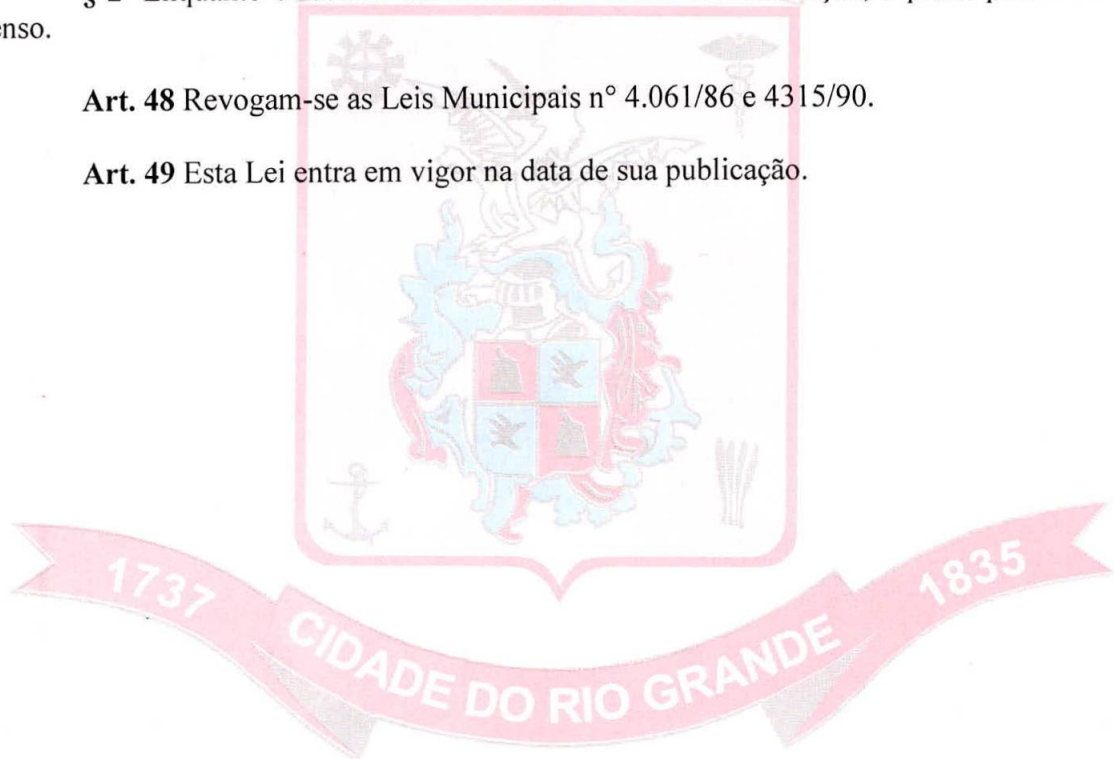 enso.
Art. 48 Revogam-se as Leis Municipais n° 4.061/86 e 4315/90.
Art. 49 Esta Lei entra em vigor na data de sua publicação.
1737 CIDADE DO RIO GRANDE 1835